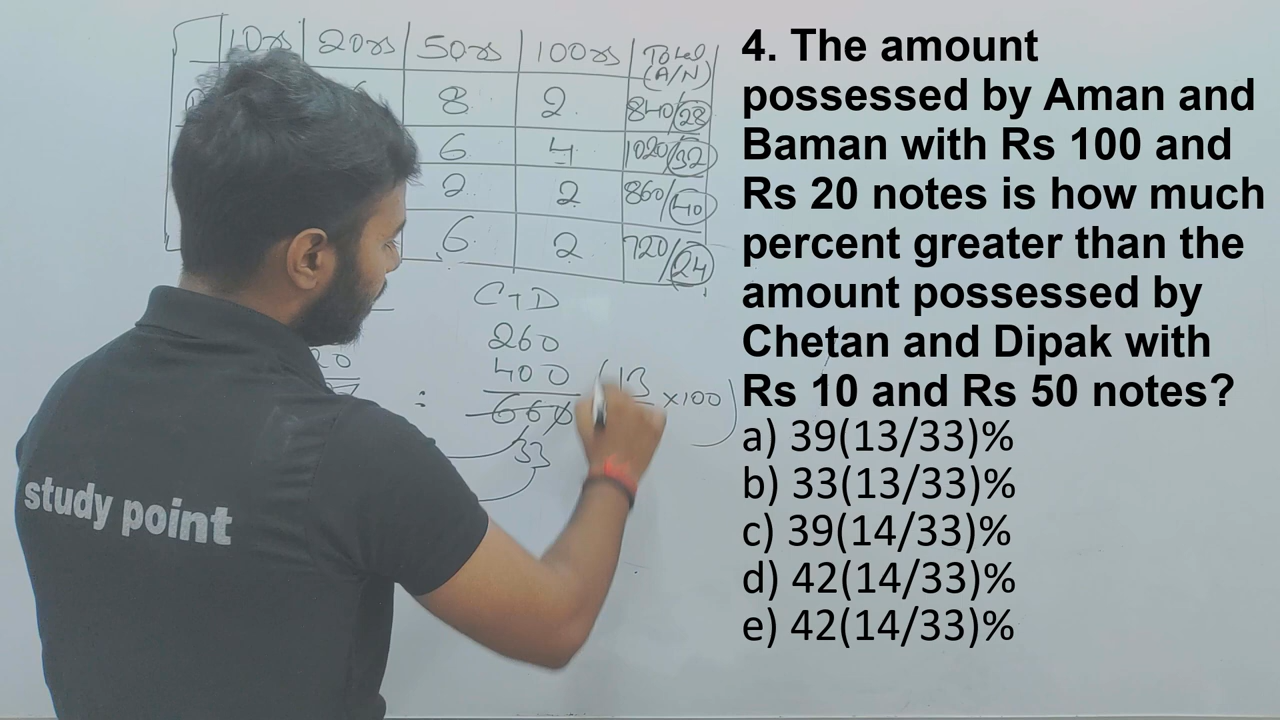 10rs 20rs 50rs 100rs Total (A/N)
8 2 840/28
6 4 1020/32
2 2 860/40
6 2 720/24
C+D
260
400
660
33
:
13 ×100
study point
4. The amount
possessed by Aman and
Baman with Rs 100 and
Rs 20 notes is how much
percent greater than the
amount possessed by
Chetan and Dipak with
Rs 10 and Rs 50 notes?
a) 39(13/33)%
b) 33(13/33)%
c) 39(14/33)%
d) 42(14/33)%
e) 42(14/33)%